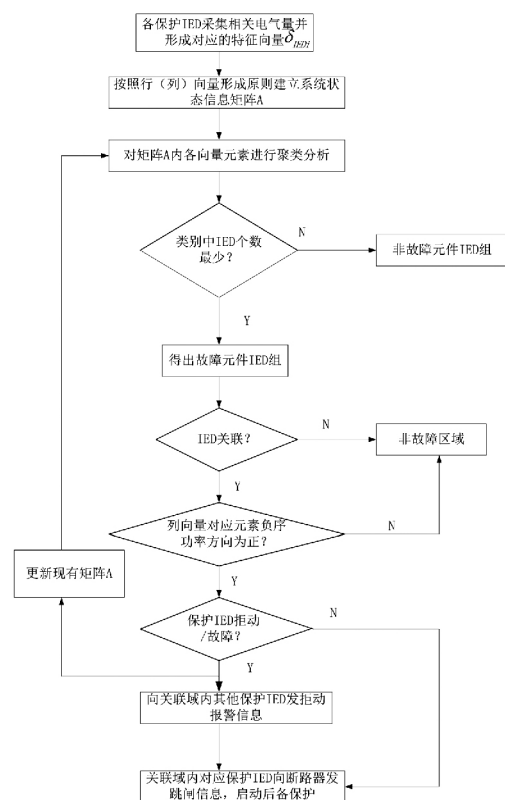 各保护IED采集相关电气量并
形成对应的特征向量δIEDi
按照行（列）向量形成原则建立系统状
态信息矩阵A
对矩阵A内各向量元素进行聚类分析
类别中IED个数
最少？
N
非故障元件IED组
Y
得出故障元件IED组
IED关联？
N
非故障区域
Y
列向量对应元素负序
功率方向为正？
N
更新现有矩阵A
Y
保护IED拒动
/故障？
N
Y
向关联域内其他保护IED发拒动
报警信息
关联域内对应保护IED向断路器发
跳闸信息，启动后备保护